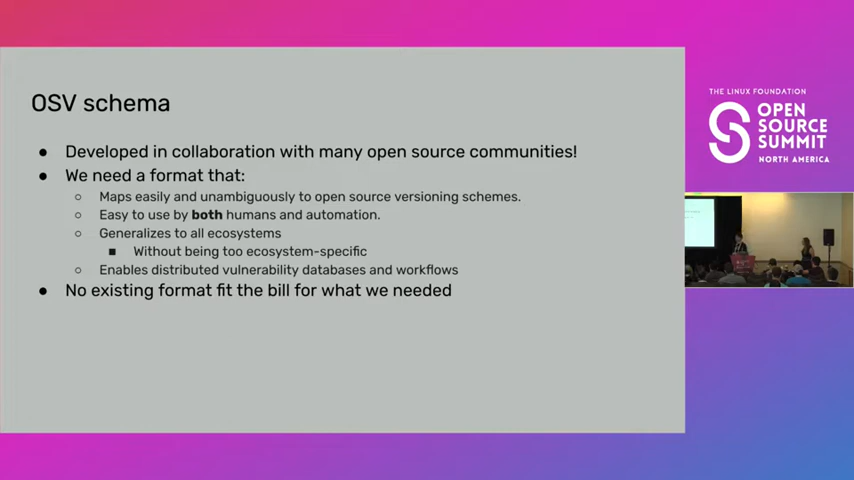 OSV schema
● Developed in collaboration with many open source communities!
● We need a format that:
○ Maps easily and unambiguously to open source versioning schemes.
○ Easy to use by both humans and automation.
○ Generalizes to all ecosystems
■ Without being too ecosystem-specific
○ Enables distributed vulnerability databases and workflows
● No existing format fit the bill for what we needed
THE LINUX FOUNDATION
OPEN
SOURCE
SUMMIT
NORTH AMERICA